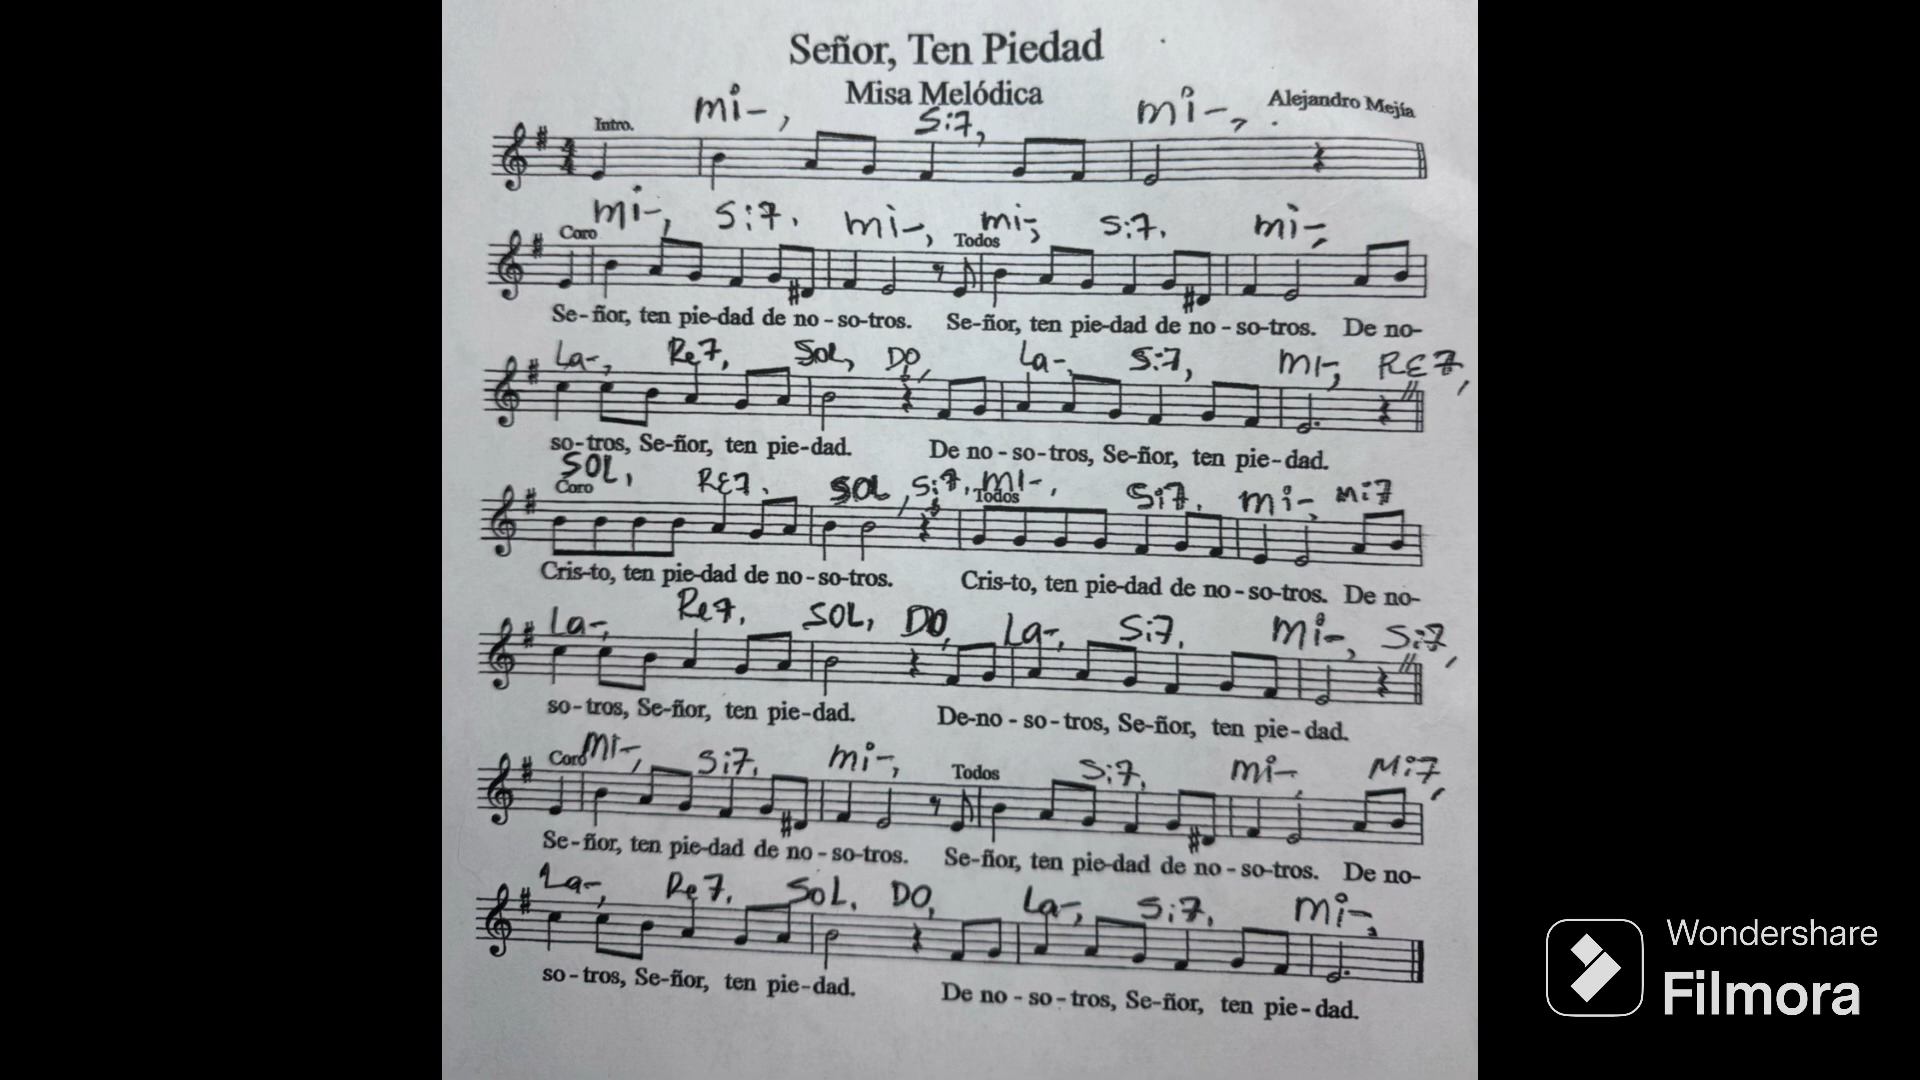 Señor, Ten Piedad
Misa Melódica
Alejandro Mejía
mi-, Si7, mi-,
Intro.
mi-, Si7. mi-, mi-, Si7. mi-,
Coro Todos
Se-ñor, ten pie-dad de no-so-tros. Se-ñor, ten pie-dad de no-so-tros. De no-
La-, Re7, SOL, DO, La-, Si7, MI-, RE7,
so-tros, Se-ñor, ten pie-dad. De no-so-tros, Se-ñor, ten pie-dad.
SOL, RE7. SOL, Si7, MI-, Si7. Mi-, Mi7
Coro Todos
Cris-to, ten pie-dad de no-so-tros. Cris-to, ten pie-dad de no-so-tros. De no-
La-, Re7, SOL, DO, La-, Si7, Mi-, Si7,
so-tros, Se-ñor, ten pie-dad. De-no-so-tros, Se-ñor, ten pie-dad.
MI-, Si7, mi-, Si7, mi-, Mi7,
Coro Todos
Se-ñor, ten pie-dad de no-so-tros. Se-ñor, ten pie-dad de no-so-tros. De no-
La-, Re7, SOL, DO, La-, Si7, Mi-,
so-tros, Se-ñor, ten pie-dad. De no-so-tros, Se-ñor, ten pie-dad.
Wondershare
Filmora